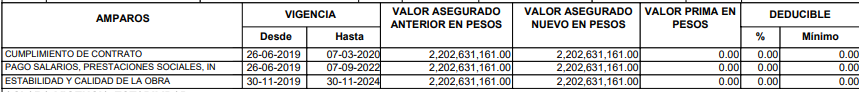 AMPAROS VIGENCIA VALOR ASEGURADO ANTERIOR EN PESOS VALOR ASEGURADO NUEVO EN PESOS VALOR PRIMA EN PESOS DEDUCIBLE
Desde Hasta % Mínimo
CUMPLIMIENTO DE CONTRATO 26-06-2019 07-03-2020 2,202,631,161.00 2,202,631,161.00 0.00 0.00 0.00
PAGO SALARIOS, PRESTACIONES SOCIALES, IN 26-06-2019 07-09-2022 2,202,631,161.00 2,202,631,161.00 0.00 0.00 0.00
ESTABILIDAD Y CALIDAD DE LA OBRA 30-11-2019 30-11-2024 2,202,631,161.00 2,202,631,161.00 0.00 0.00 0.00